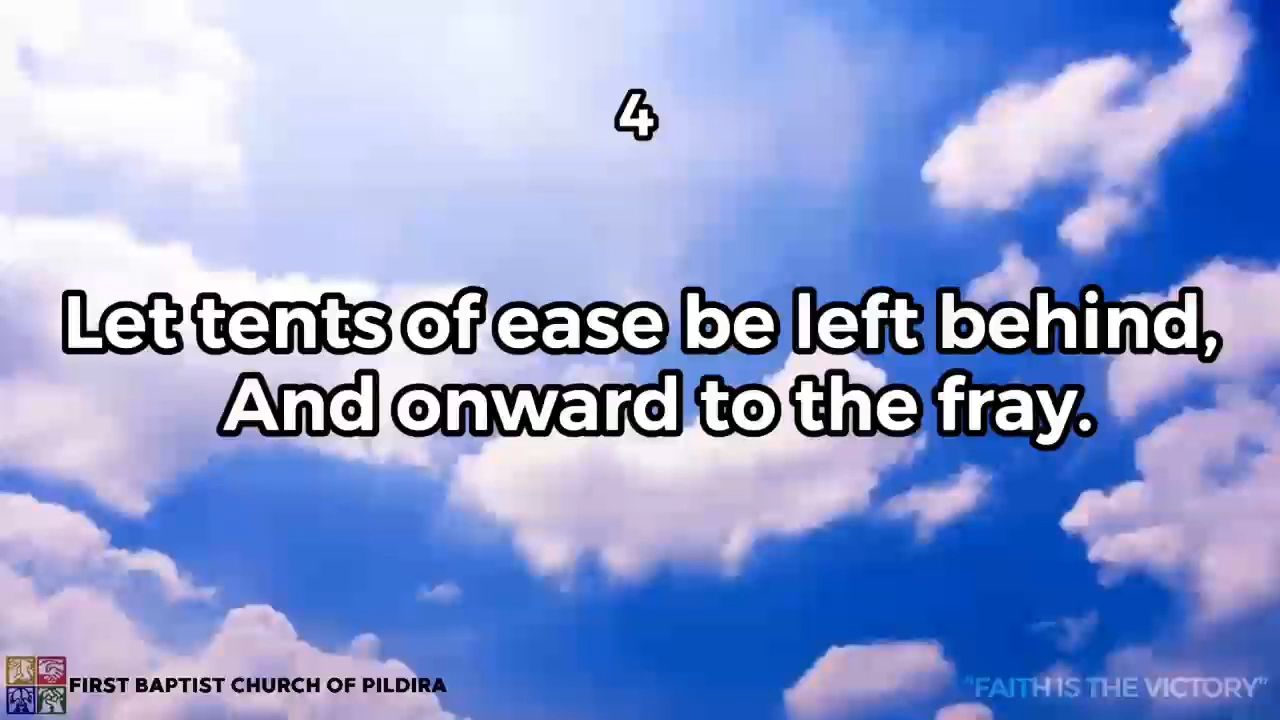 4
Let tents of ease be left behind,
And onward to the fray.
FIRST BAPTIST CHURCH OF PILDIRA
"FAITH IS THE VICTORY"